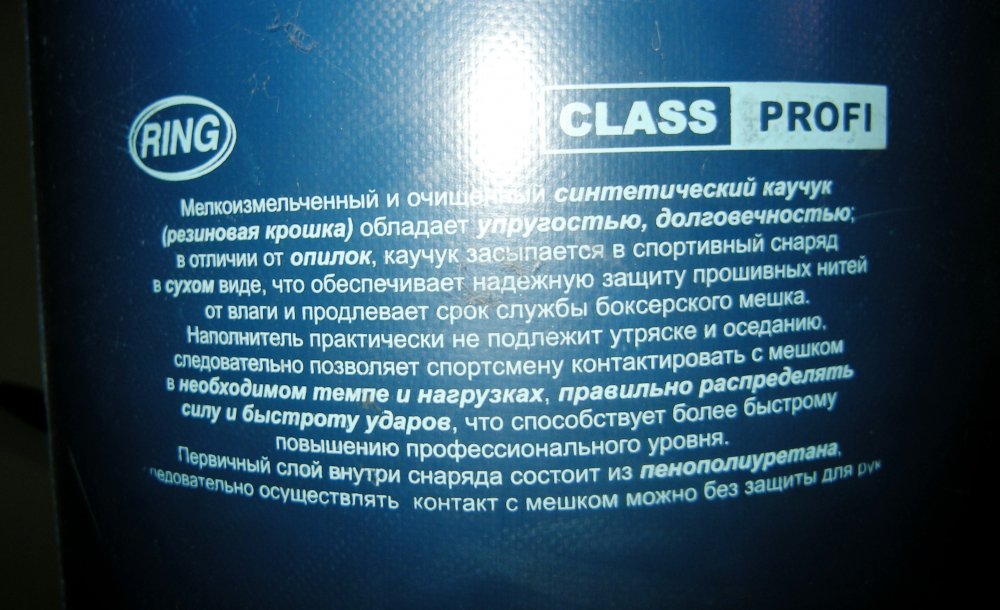 RING
CLASS PROFI
Мелкоизмельченный и очищенный синтетический каучук
(резиновая крошка) обладает упругостью, долговечностью;
в отличии от опилок, каучук засыпается в спортивный снаряд
в сухом виде, что обеспечивает надежную защиту прошивных нитей
от влаги и продлевает срок службы боксерского мешка.
Наполнитель практически не подлежит утряске и оседанию,
следовательно позволяет спортсмену контактировать с мешком
в необходимом темпе и нагрузках, правильно распределять
силу и быстроту ударов, что способствует более быстрому
повышению профессионального уровня.
Первичный слой внутри снаряда состоит из пенополиуретана,
следовательно осуществлять контакт с мешком можно без защиты для рук